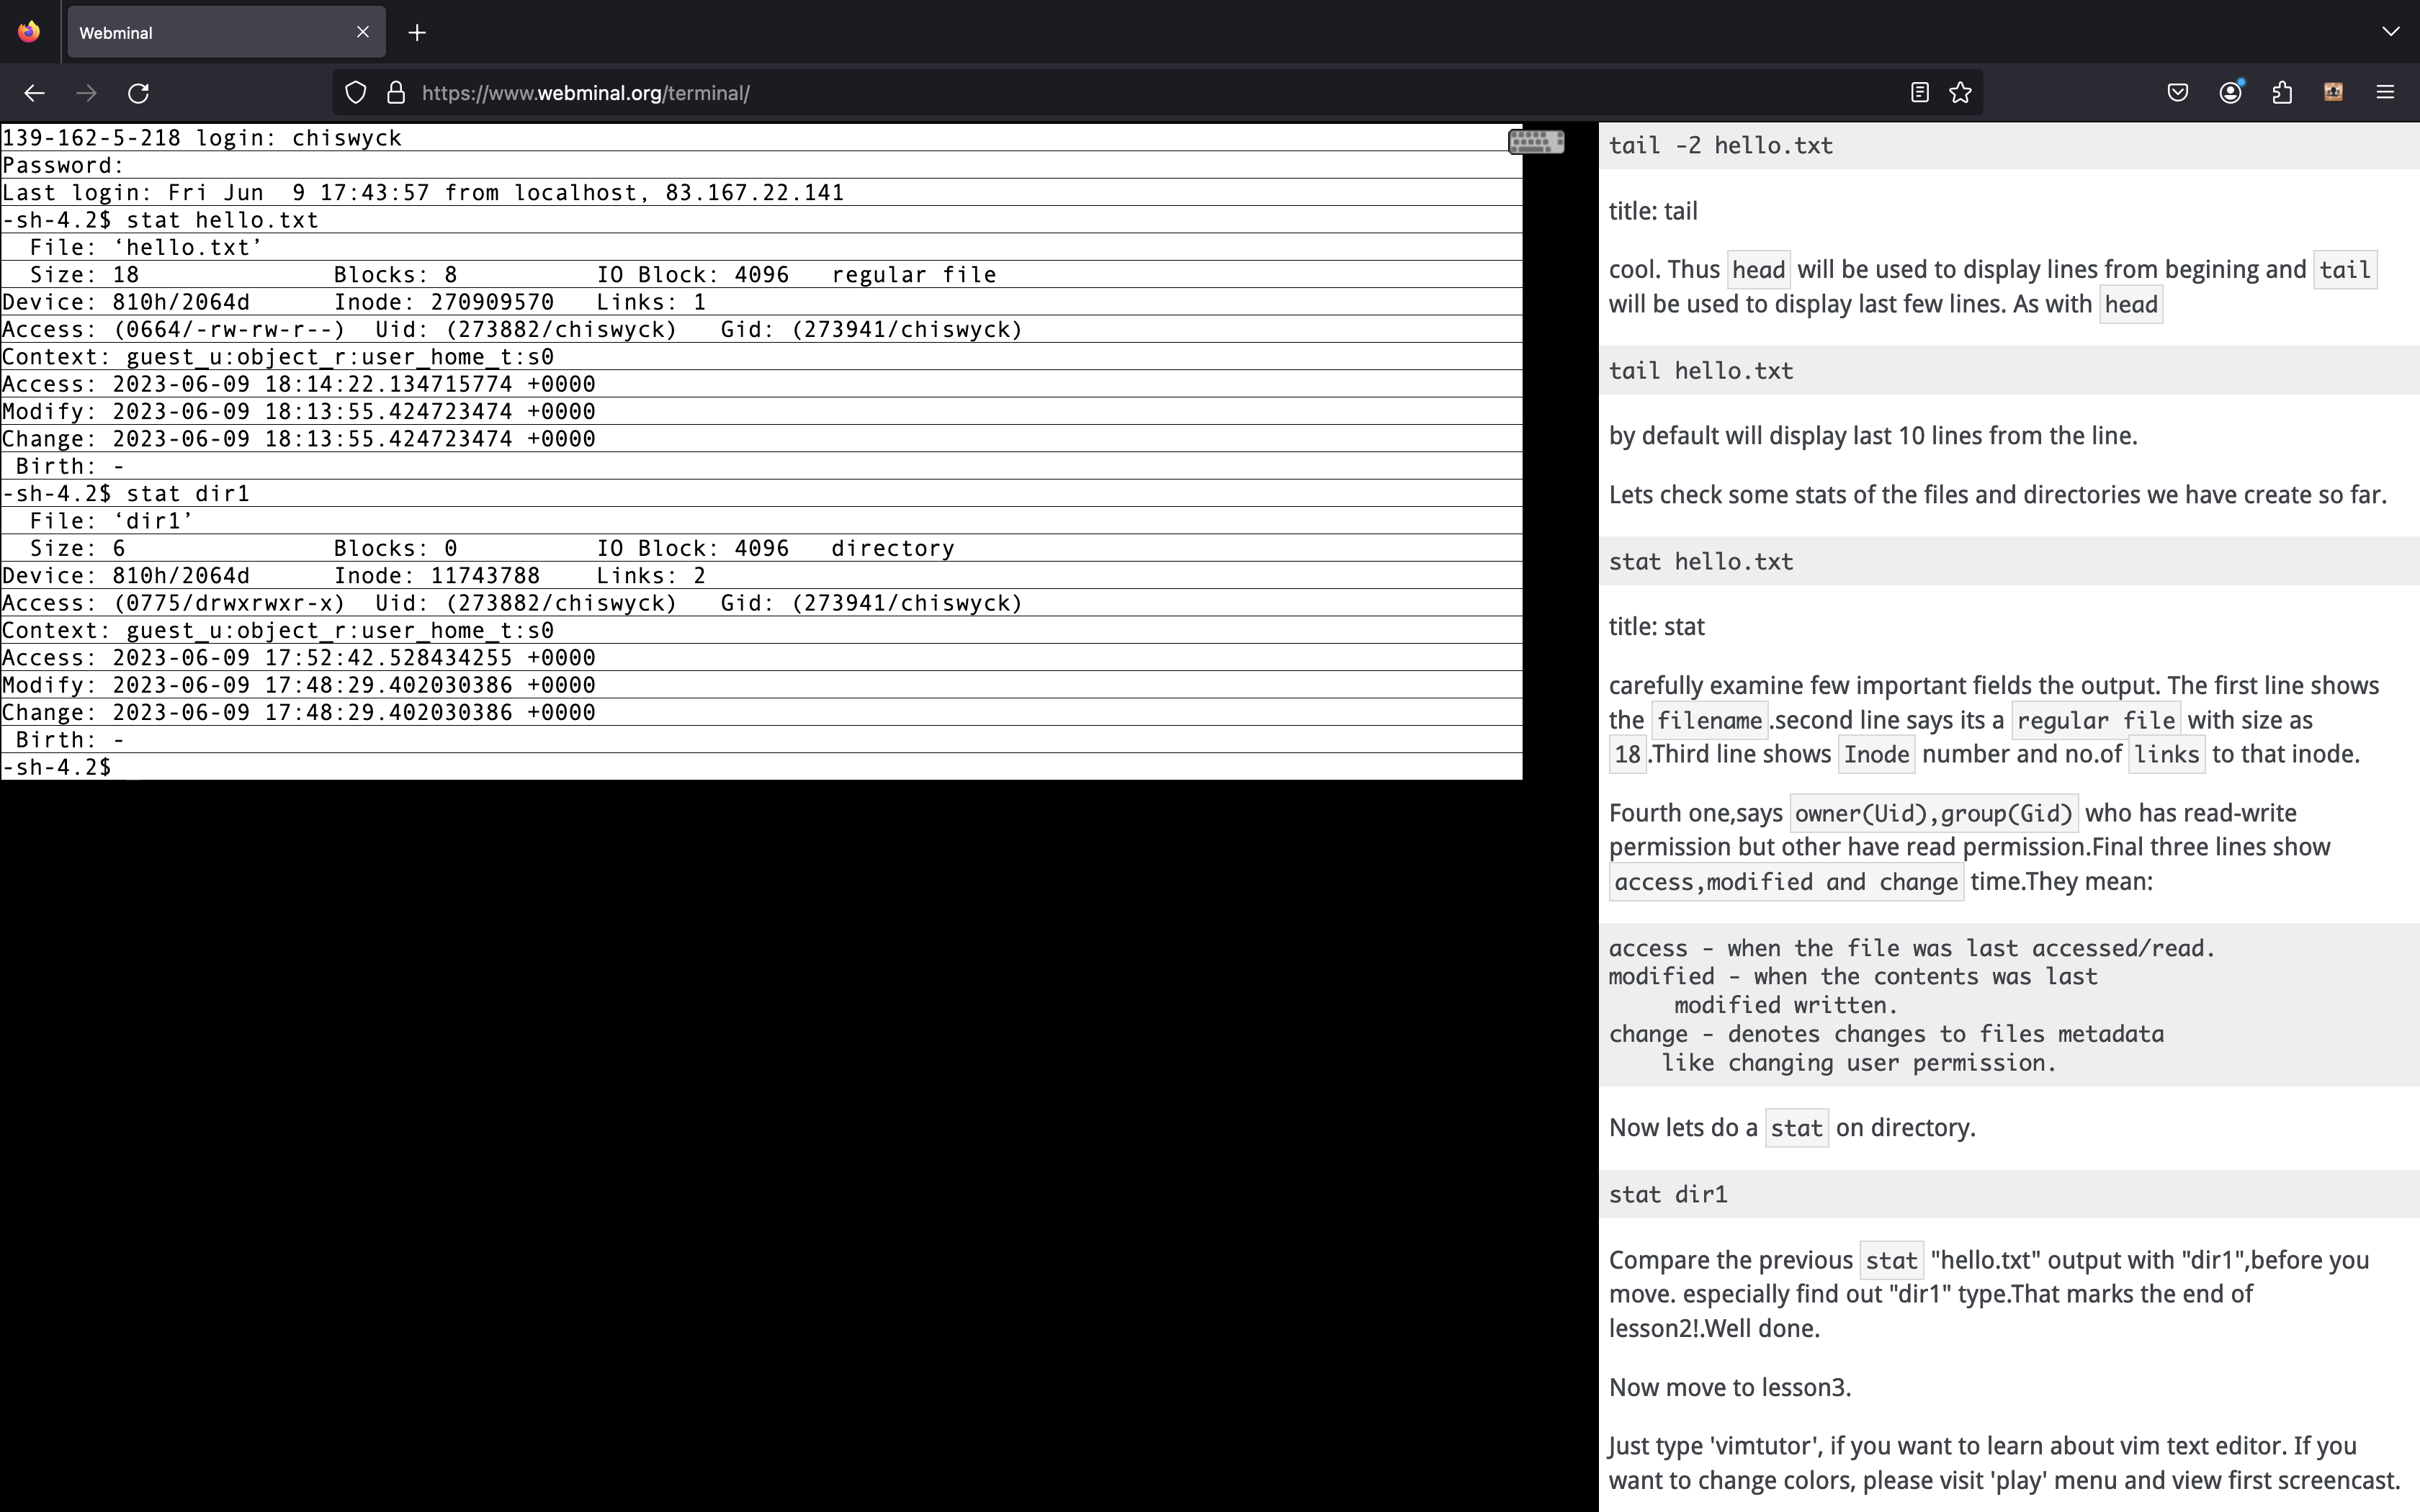 Webminal
https://www.webminal.org/terminal/
139-162-5-218 login: chiswyck
Password:
Last login: Fri Jun  9 17:43:57 from localhost, 83.167.22.141
-sh-4.2$ stat hello.txt
  File: ‘hello.txt’
  Size: 18              Blocks: 8          IO Block: 4096   regular file
Device: 810h/2064d      Inode: 270909570   Links: 1
Access: (0664/-rw-rw-r--)  Uid: (273882/chiswyck)   Gid: (273941/chiswyck)
Context: guest_u:object_r:user_home_t:s0
Access: 2023-06-09 18:14:22.134715774 +0000
Modify: 2023-06-09 18:13:55.424723474 +0000
Change: 2023-06-09 18:13:55.424723474 +0000
 Birth: -
-sh-4.2$ stat dir1
  File: ‘dir1’
  Size: 6               Blocks: 0          IO Block: 4096   directory
Device: 810h/2064d      Inode: 11743788    Links: 2
Access: (0775/drwxrwxr-x)  Uid: (273882/chiswyck)   Gid: (273941/chiswyck)
Context: guest_u:object_r:user_home_t:s0
Access: 2023-06-09 17:52:42.528434255 +0000
Modify: 2023-06-09 17:48:29.402030386 +0000
Change: 2023-06-09 17:48:29.402030386 +0000
 Birth: -
-sh-4.2$
tail -2 hello.txt
title: tail
cool. Thus head will be used to display lines from begining and tail
will be used to display last few lines. As with head
tail hello.txt
by default will display last 10 lines from the line.
Lets check some stats of the files and directories we have create so far.
stat hello.txt
title: stat
carefully examine few important fields the output. The first line shows
the filename.second line says its a regular file with size as
18.Third line shows Inode number and no.of links to that inode.
Fourth one,says owner(Uid),group(Gid) who has read-write
permission but other have read permission.Final three lines show
access,modified and change time.They mean:
access - when the file was last accessed/read.
modified - when the contents was last
     modified written.
change - denotes changes to files metadata
    like changing user permission.
Now lets do a stat on directory.
stat dir1
Compare the previous stat "hello.txt" output with "dir1",before you
move. especially find out "dir1" type.That marks the end of
lesson2!.Well done.
Now move to lesson3.
Just type 'vimtutor', if you want to learn about vim text editor. If you
want to change colors, please visit 'play' menu and view first screencast.